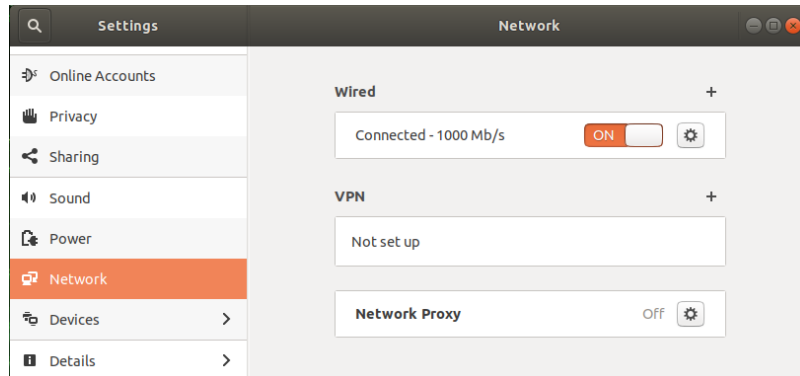 Settings
Network
Online Accounts
Privacy
Sharing
Sound
Power
Network
Devices
Details
Wired
Connected - 1000 Mb/s
ON
VPN
Not set up
Network Proxy
Off